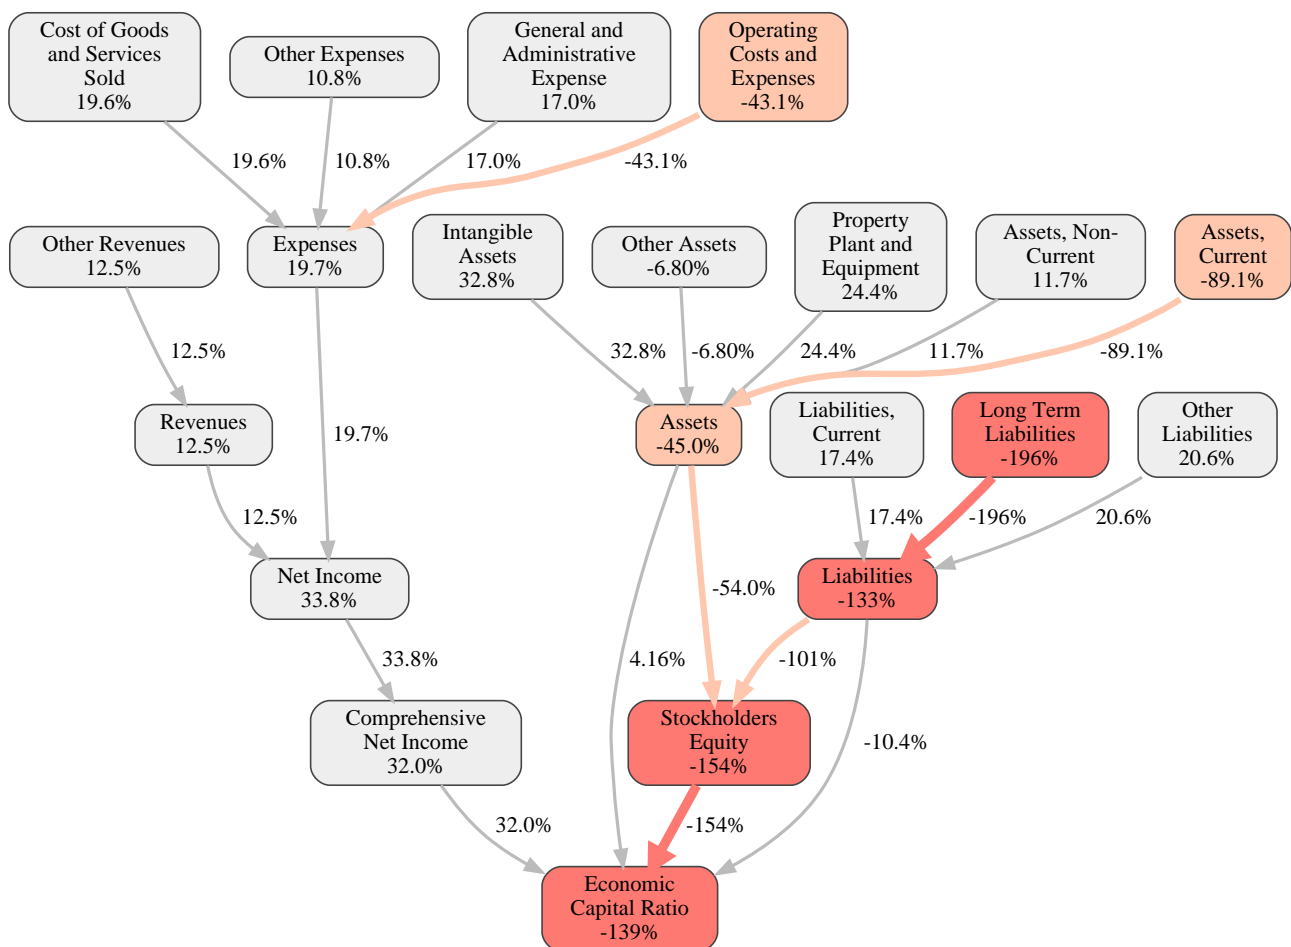 Cost of Goods
and Services
Sold
19.6%
Other Expenses
10.8%
General and
Administrative
Expense
17.0%
Operating
Costs and
Expenses
-43.1%
19.6%
10.8%
17.0%
-43.1%
Other Revenues
12.5%
Expenses
19.7%
Intangible
Assets
32.8%
Other Assets
-6.80%
Property
Plant and
Equipment
24.4%
Assets, Non-
Current
11.7%
Assets,
Current
-89.1%
12.5%
32.8%
-6.80%
24.4%
11.7%
-89.1%
Revenues
12.5%
19.7%
Assets
-45.0%
Liabilities,
Current
17.4%
Long Term
Liabilities
-196%
Other
Liabilities
20.6%
12.5%
17.4%
-196%
20.6%
Net Income
33.8%
-54.0%
Liabilities
-133%
33.8%
4.16%
-101%
Comprehensive
Net Income
32.0%
Stockholders
Equity
-154%
-10.4%
32.0%
-154%
Economic
Capital Ratio
-139%